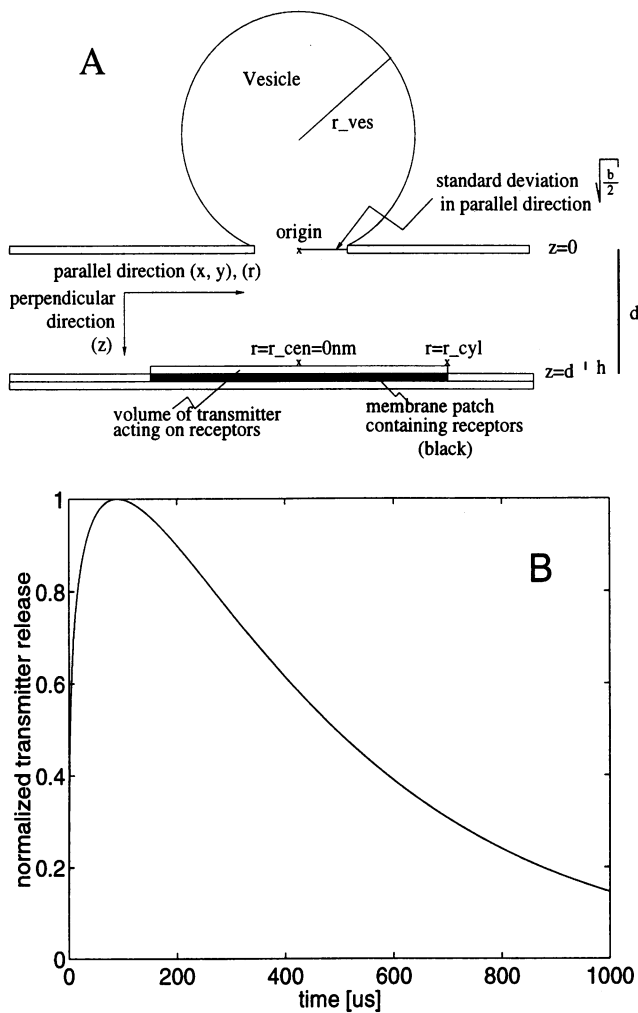 A
Vesicle
r_ves
standard deviation
in parallel direction √b/2
origin
z=0
parallel direction (x, y), (r)
perpendicular
direction
(z)
d
r=r_cen=0nm
r=r_cyl
z=d
h
volume of transmitter
acting on receptors
membrane patch
containing receptors
(black)
B
normalized transmitter release
1
0.8
0.6
0.4
0.2
0
0
200
400
600
800
1000
time [us]